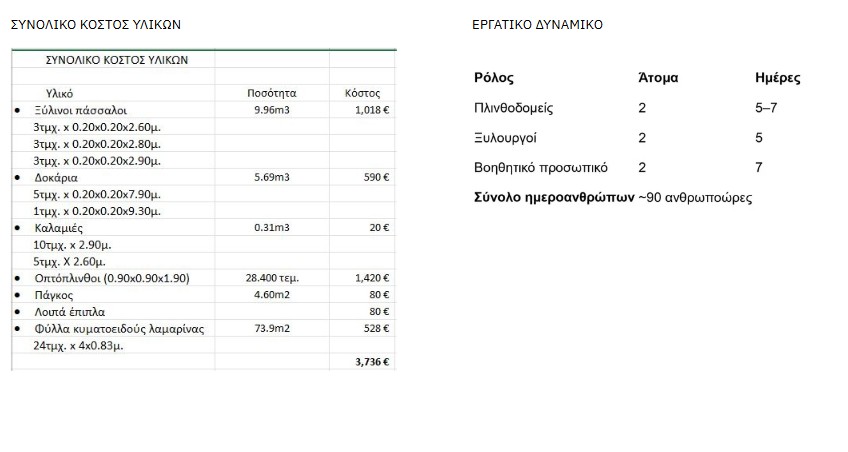 ΣΥΝΟΛΙΚΟ ΚΟΣΤΟΣ ΥΛΙΚΩΝ
ΣΥΝΟΛΙΚΟ ΚΟΣΤΟΣ ΥΛΙΚΩΝ
Υλικό Ποσότητα Κόστος
• Ξύλινοι πάσσαλοι 9.96m3 1,018 €
3τμχ. x 0.20x0.20x2.60μ.
3τμχ. x 0.20x0.20x2.80μ.
3τμχ. x 0.20x0.20x2.90μ.
• Δοκάρια 5.69m3 590 €
5τμχ. x 0.20x0.20x7.90μ.
1τμχ. x 0.20x0.20x9.30μ.
• Καλαμιές 0.31m3 20 €
10τμχ. x 2.90μ.
5τμχ. X 2.60μ.
• Οπτόπλινθοι (0.90x0.90x1.90) 28.400 τεμ. 1,420 €
• Πάγκος 4.60m2 80 €
• Λοιπά έπιπλα 80 €
• Φύλλα κυματοειδούς λαμαρίνας 73.9m2 528 €
24τμχ. x 4x0.83μ.
3,736 €
ΕΡΓΑΤΙΚΟ ΔΥΝΑΜΙΚΟ
Ρόλος Άτομα Ημέρες
Πλινθοδομείς 2 5–7
Ξυλουργοί 2 5
Βοηθητικό προσωπικό 2 7
Σύνολο ημεροανθρώπων ~90 ανθρωποώρες